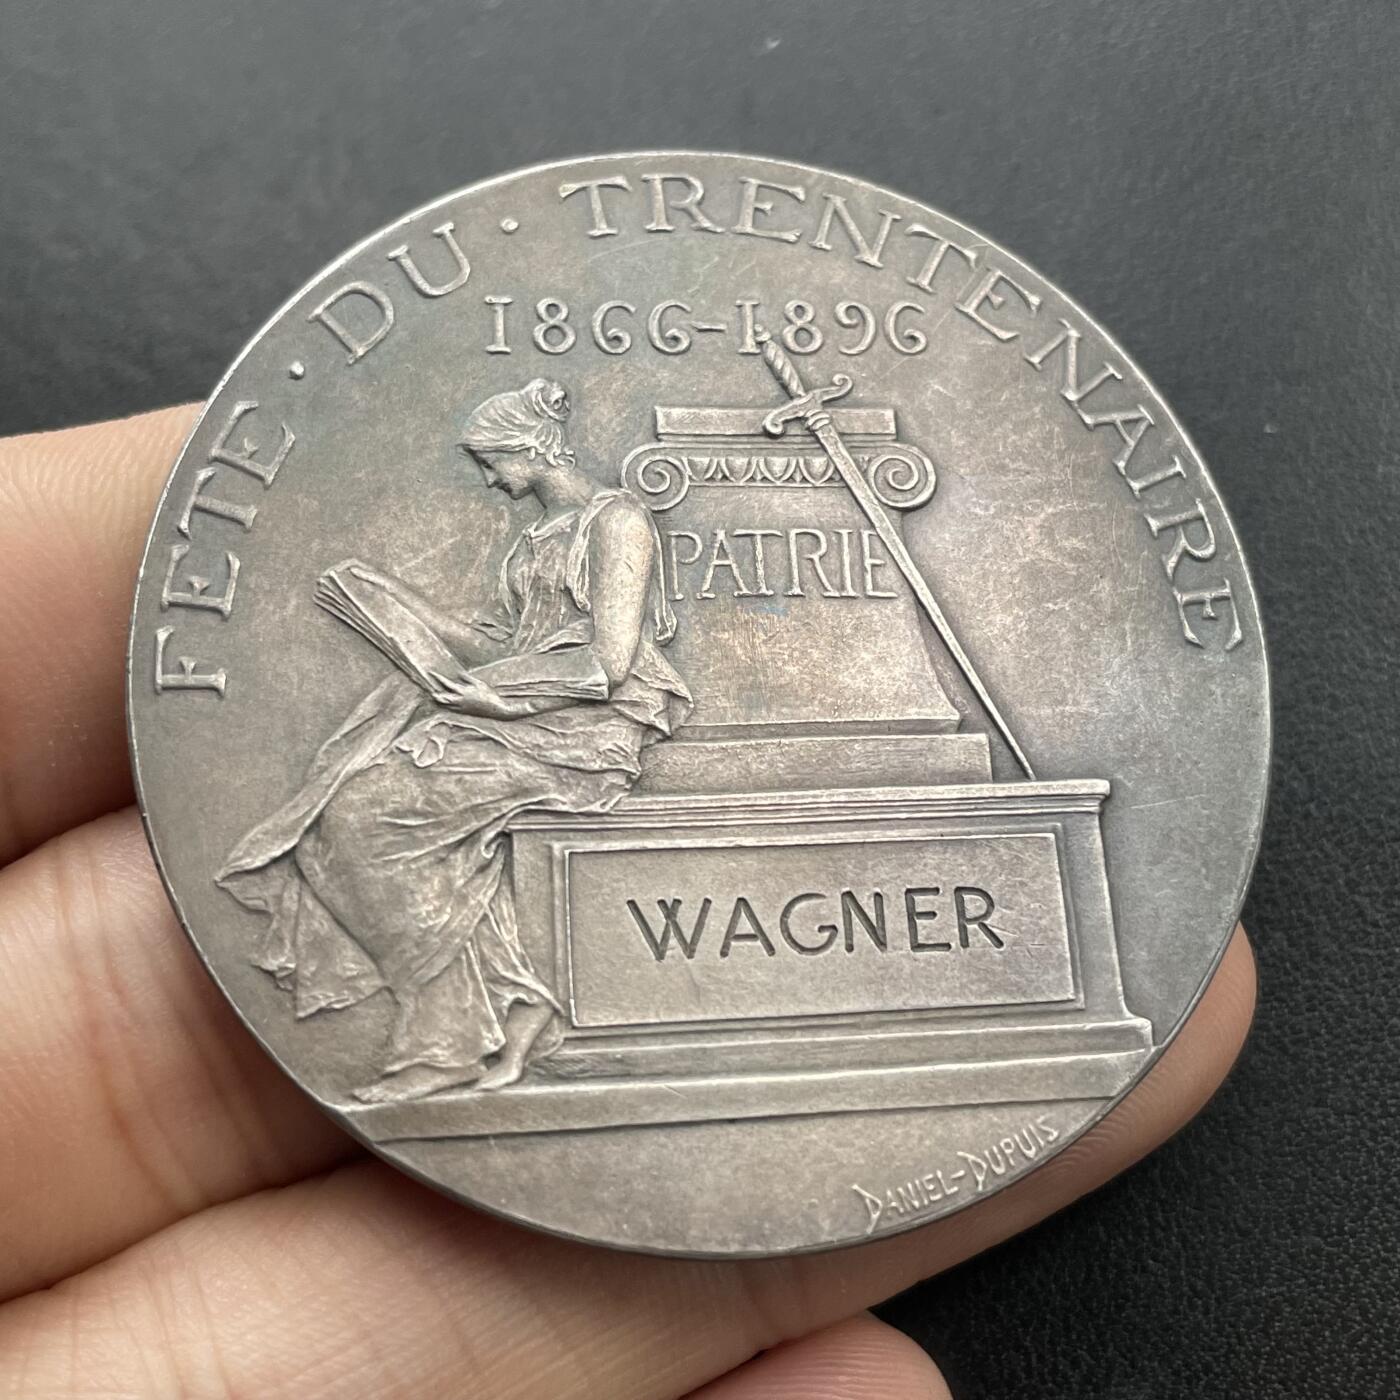 FETE · DU · TRENTENAIRE
1866-1896
PATRIE
WAGNER
DANIEL-DUPUIS